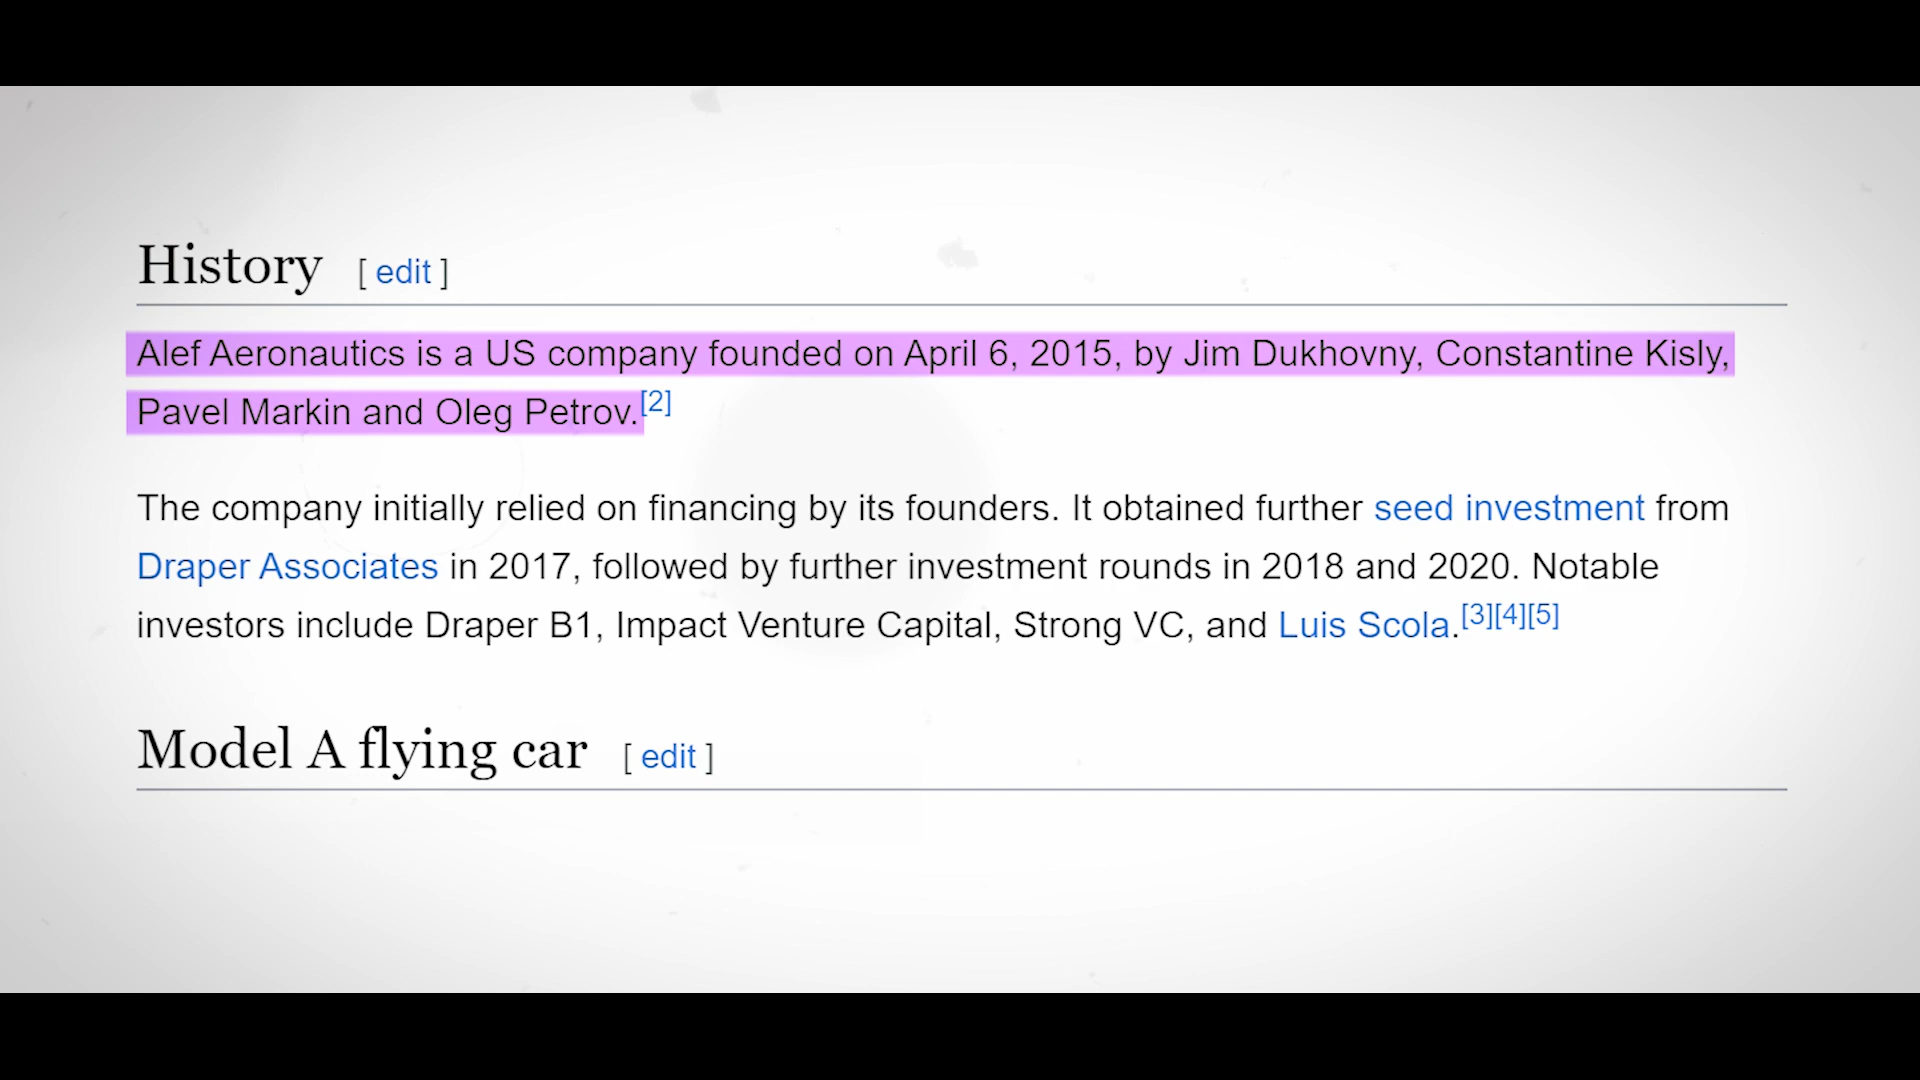 History [ edit ]
Alef Aeronautics is a US company founded on April 6, 2015, by Jim Dukhovny, Constantine Kisly,
Pavel Markin and Oleg Petrov.[2]
The company initially relied on financing by its founders. It obtained further seed investment from
Draper Associates in 2017, followed by further investment rounds in 2018 and 2020. Notable
investors include Draper B1, Impact Venture Capital, Strong VC, and Luis Scola.[3][4][5]
Model A flying car [ edit ]